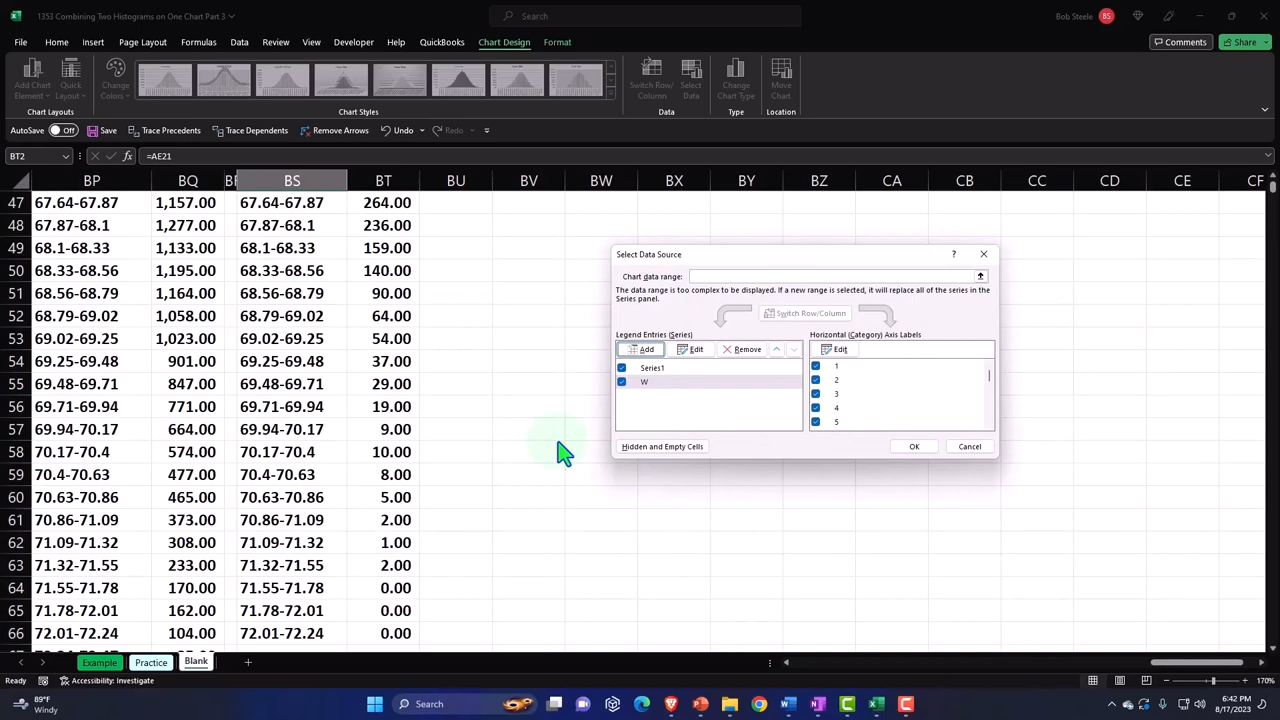 1353 Combining Two Histograms on One Chart Part 3
Search
Bob Steele BS
File Home Insert Page Layout Formulas Data Review View Developer Help QuickBooks Chart Design Format Comments Share
Add Chart Element Quick Layout Change Colors Switch Row/Column Select Data Change Chart Type Move Chart
Chart Layouts Chart Styles Data Type Location
AutoSave Off Save Trace Precedents Trace Dependents Remove Arrows Undo Redo
BT2 fx =AE21
BP BQ BS BT BU BV BW BX BY BZ CA CB CC CD CE CF
47 67.64-67.87 1,157.00 67.64-67.87 264.00
48 67.87-68.1 1,277.00 67.87-68.1 236.00
49 68.1-68.33 1,133.00 68.1-68.33 159.00
50 68.33-68.56 1,195.00 68.33-68.56 140.00
51 68.56-68.79 1,164.00 68.56-68.79 90.00
52 68.79-69.02 1,058.00 68.79-69.02 64.00
53 69.02-69.25 1,023.00 69.02-69.25 54.00
54 69.25-69.48 901.00 69.25-69.48 37.00
55 69.48-69.71 847.00 69.48-69.71 29.00
56 69.71-69.94 771.00 69.71-69.94 19.00
57 69.94-70.17 664.00 69.94-70.17 9.00
58 70.17-70.4 574.00 70.17-70.4 10.00
59 70.4-70.63 477.00 70.4-70.63 8.00
60 70.63-70.86 465.00 70.63-70.86 5.00
61 70.86-71.09 373.00 70.86-71.09 2.00
62 71.09-71.32 308.00 71.09-71.32 1.00
63 71.32-71.55 233.00 71.32-71.55 2.00
64 71.55-71.78 170.00 71.55-71.78 0.00
65 71.78-72.01 162.00 71.78-72.01 0.00
66 72.01-72.24 104.00 72.01-72.24 0.00
Select Data Source ?
Chart data range:
The data range is too complex to be displayed. If a new range is selected, it will replace all of the series in the
Series panel.
Switch Row/Column
Legend Entries (Series) Horizontal (Category) Axis Labels
Add Edit Remove Edit
Series1
W
1
2
3
4
5
Hidden and Empty Cells OK Cancel
Example Practice Blank
Ready Accessibility: Investigate 170%
89°F
Windy
Search
6:42 PM
8/17/2023